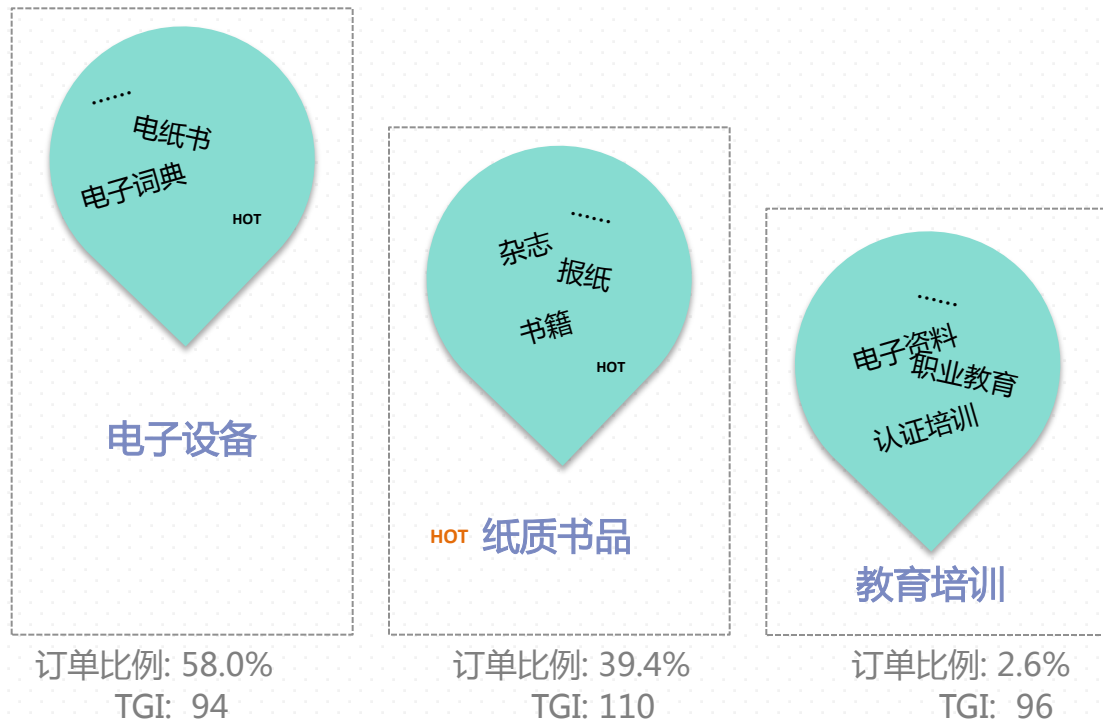 ……
电纸书
电子词典
HOT
电子设备
订单比例: 58.0%
TGI: 94
……
杂志
报纸
书籍
HOT
HOT 纸质书品
订单比例: 39.4%
TGI: 110
……
电子资料
职业教育
认证培训
教育培训
订单比例: 2.6%
TGI: 96